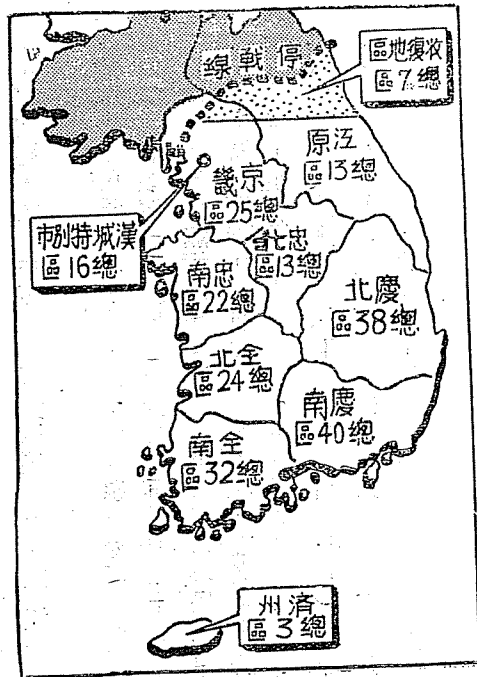 停戦線
收復地區
總7區
江原
總13區
京畿
總25區
漢城特別市
總16區
忠北
總13區
忠南
總22區
慶北
總38區
全北
總24區
慶南
總40區
全南
總32區
済州
總3區